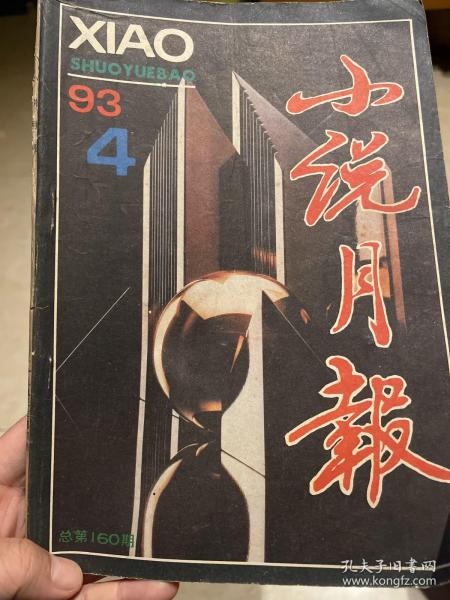 XIAO
SHUOYUEBAO
93
4
小说月報
总第160期
孔夫子旧书网
www.kongfz.com